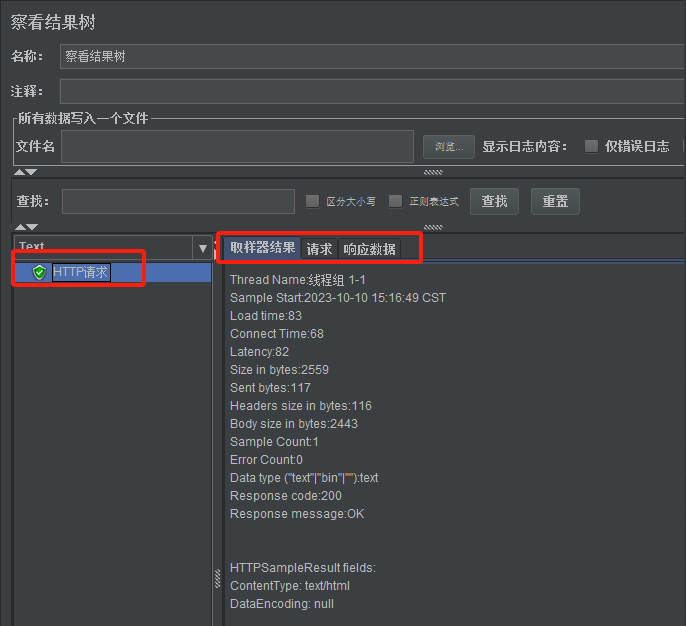 察看结果树
名称： 察看结果树
注释：
所有数据写入一个文件
文件名 浏览... 显示日志内容： 仅错误日志
查找： 区分大小写 正则表达式 查找 重置
Text 取样器结果 请求 响应数据
HTTP请求
Thread Name:线程组 1-1
Sample Start:2023-10-10 15:16:49 CST
Load time:83
Connect Time:68
Latency:82
Size in bytes:2559
Sent bytes:117
Headers size in bytes:116
Body size in bytes:2443
Sample Count:1
Error Count:0
Data type ("text"|"bin"|""):text
Response code:200
Response message:OK
HTTPSampleResult fields:
ContentType: text/html
DataEncoding: null